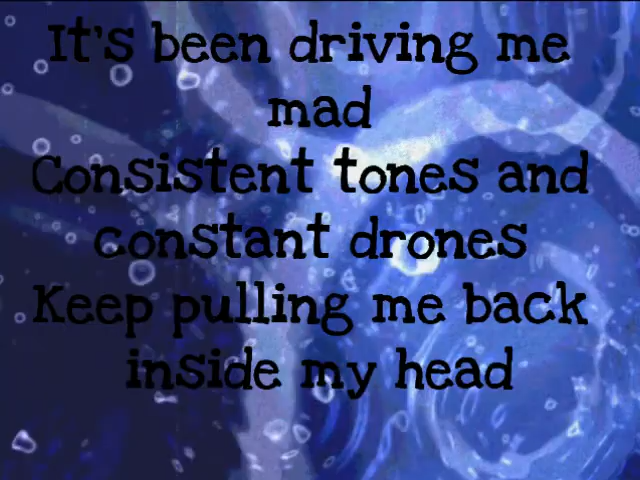 It's been driving me
mad
Consistent tones and
constant drones
Keep pulling me back
inside my head